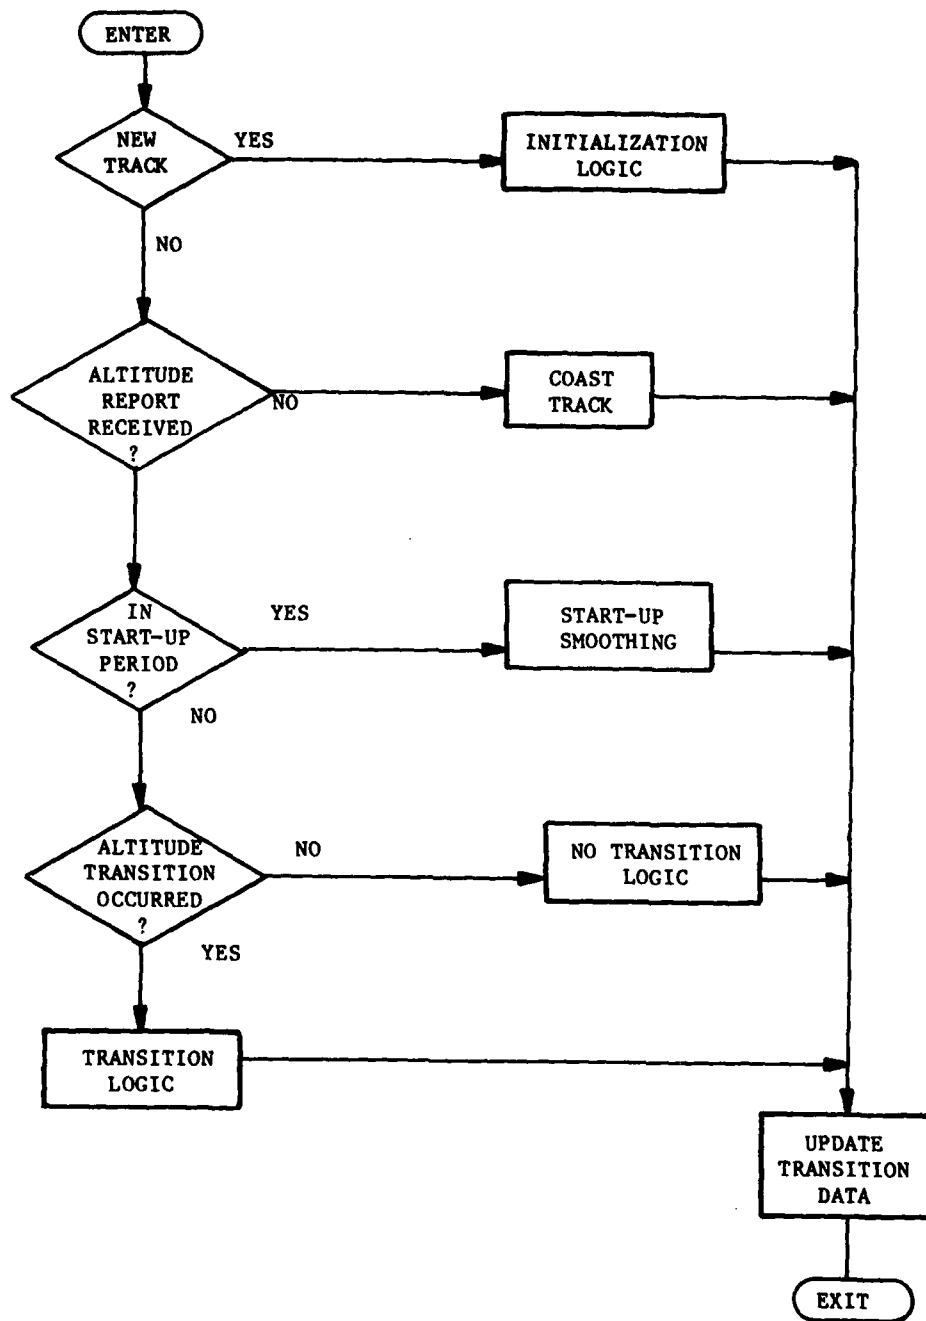 ENTER
NEW
TRACK
YES
INITIALIZATION
LOGIC
NO
ALTITUDE
REPORT
RECEIVED
?
NO
COAST
TRACK
IN
START-UP
PERIOD
?
YES
START-UP
SMOOTHING
NO
ALTITUDE
TRANSITION
OCCURRED
?
NO
NO TRANSITION
LOGIC
YES
TRANSITION
LOGIC
UPDATE
TRANSITION
DATA
EXIT